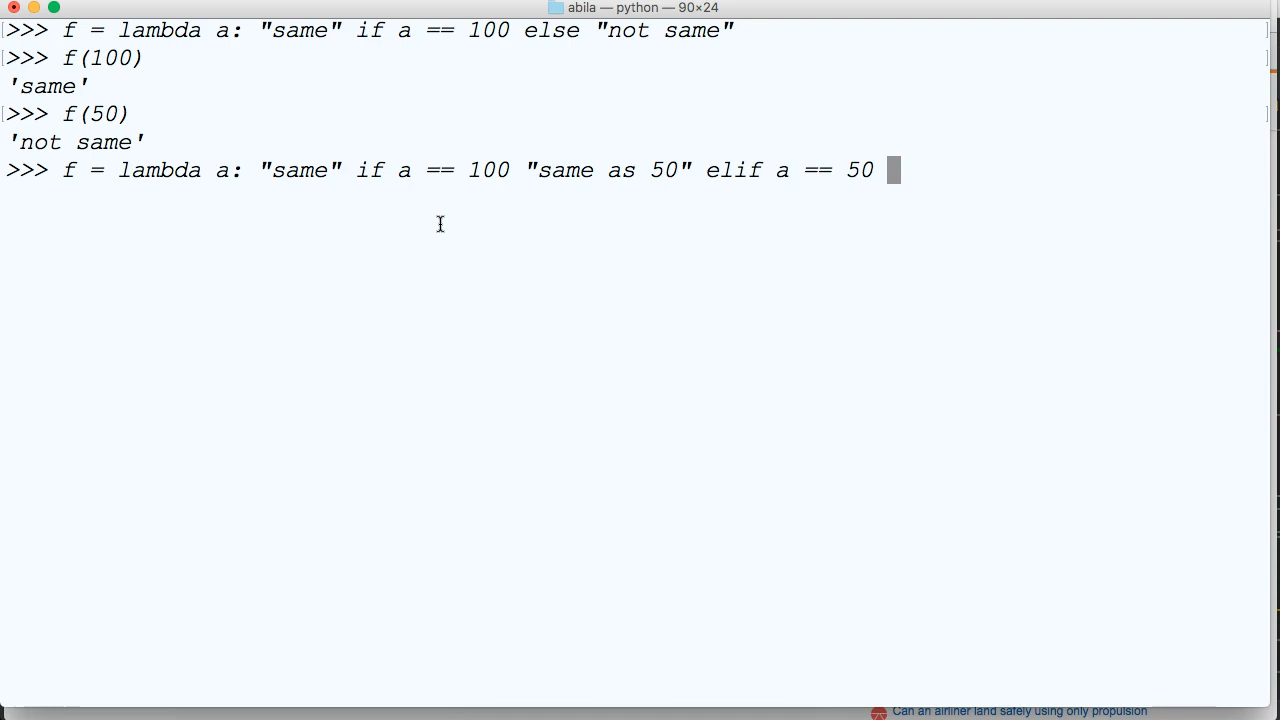 abila — python — 90×24
>>> f = lambda a: "same" if a == 100 else "not same"
>>> f(100)
'same'
>>> f(50)
'not same'
>>> f = lambda a: "same" if a == 100 "same as 50" elif a == 50
Can an airliner land safely using only propulsion